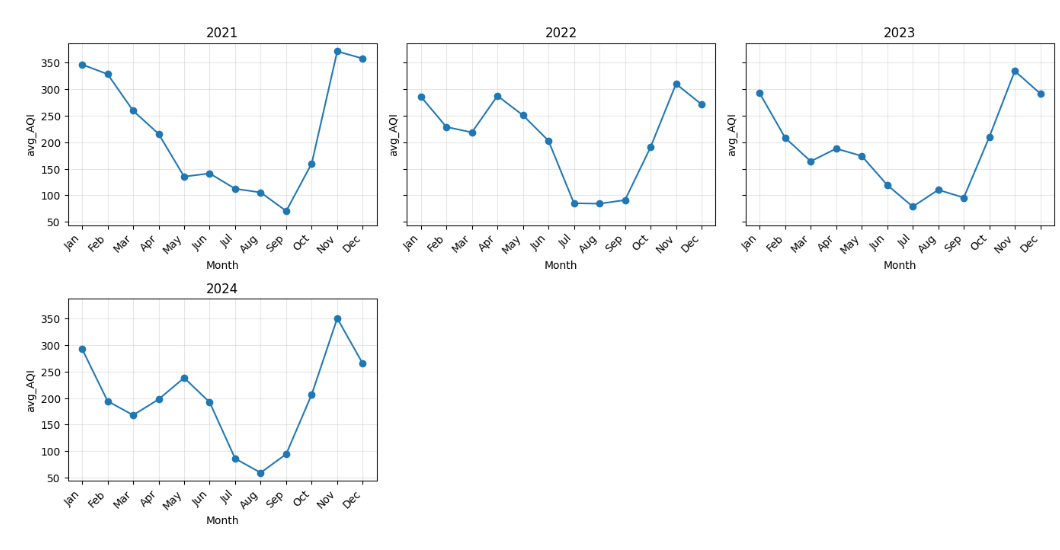 2021
2022
2023
avg_AQI
350
300
250
200
150
100
50
Jan
Feb
Mar
Apr
May
Jun
Jul
Aug
Sep
Oct
Nov
Dec
Month
avg_AQI
Jan
Feb
Mar
Apr
May
Jun
Jul
Aug
Sep
Oct
Nov
Dec
Month
avg_AQI
Jan
Feb
Mar
Apr
May
Jun
Jul
Aug
Sep
Oct
Nov
Dec
Month
2024
avg_AQI
350
300
250
200
150
100
50
Jan
Feb
Mar
Apr
May
Jun
Jul
Aug
Sep
Oct
Nov
Dec
Month